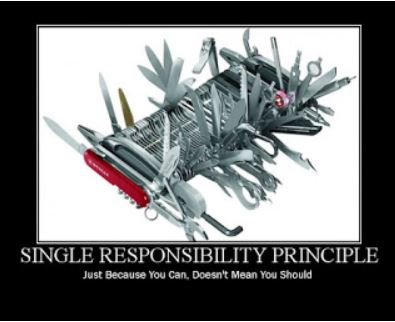 SINGLE RESPONSIBILITY PRINCIPLE
Just Because You Can, Doesn't Mean You Should